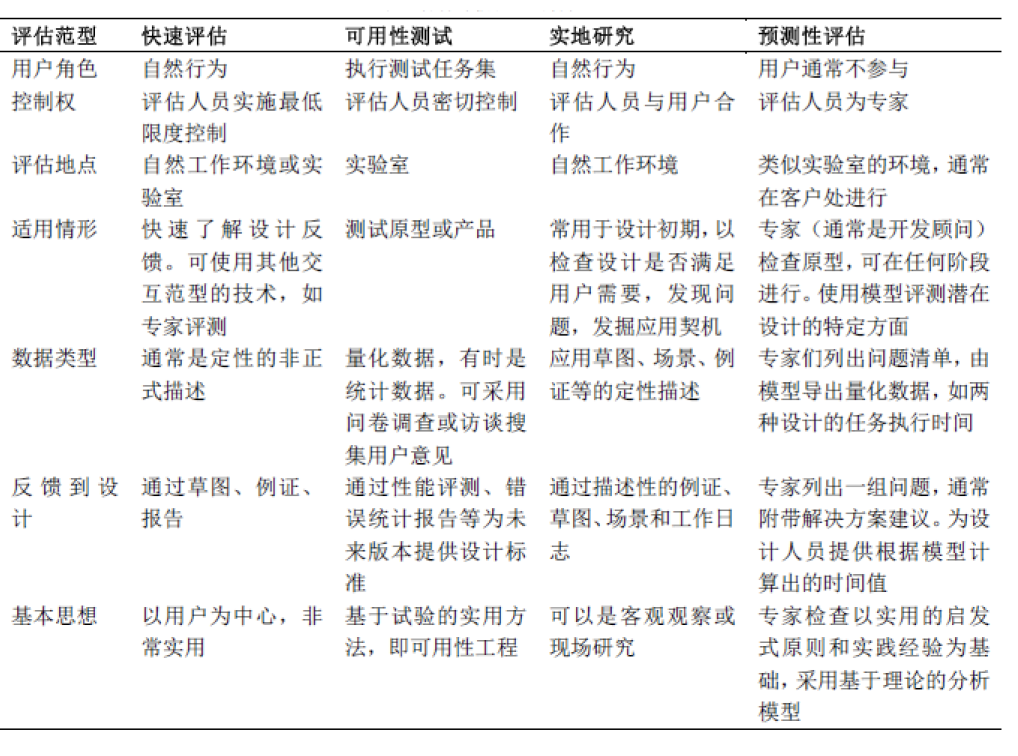 评估范型 快速评估 可用性测试 实地研究 预测性评估
用户角色 自然行为 执行测试任务集 自然行为 用户通常不参与
控制权 评估人员实施最低 评估人员密切控制 评估人员与用户合 评估人员为专家
限度控制 作
评估地点 自然工作环境或实 实验室 自然工作环境 类似实验室的环境，通常
验室 在客户处进行
适用情形 快速了解设计反 测试原型或产品 常用于设计初期，以 专家（通常是开发顾问）
馈。可使用其他交 检查设计是否满足 检查原型，可在任何阶段
互范型的技术，如 用户需要，发现问 进行。使用模型评测潜在
专家评测 题，发掘应用契机 设计的特定方面
数据类型 通常是定性的非正 量化数据，有时是 应用草图、场景、例 专家们列出问题清单，由
式描述 统计数据。可采用 证等的定性描述 模型导出量化数据，如两
问卷调查或访谈搜 种设计的任务执行时间
集用户意见
反馈到设 通过草图、例证、 通过性能评测、错 通过描述性的例证、 专家列出一组问题，通常
计 报告 误统计报告等为未 草图、场景和工作日 附带解决方案建议。为设
来版本提供设计标 志 计人员提供根据模型计
准 算出的时间值
基本思想 以用户为中心，非 基于试验的实用方 可以是客观观察或 专家检查以实用的启发
常实用 法，即可用性工程 现场研究 式原则和实践经验为基
础，采用基于理论的分析
模型